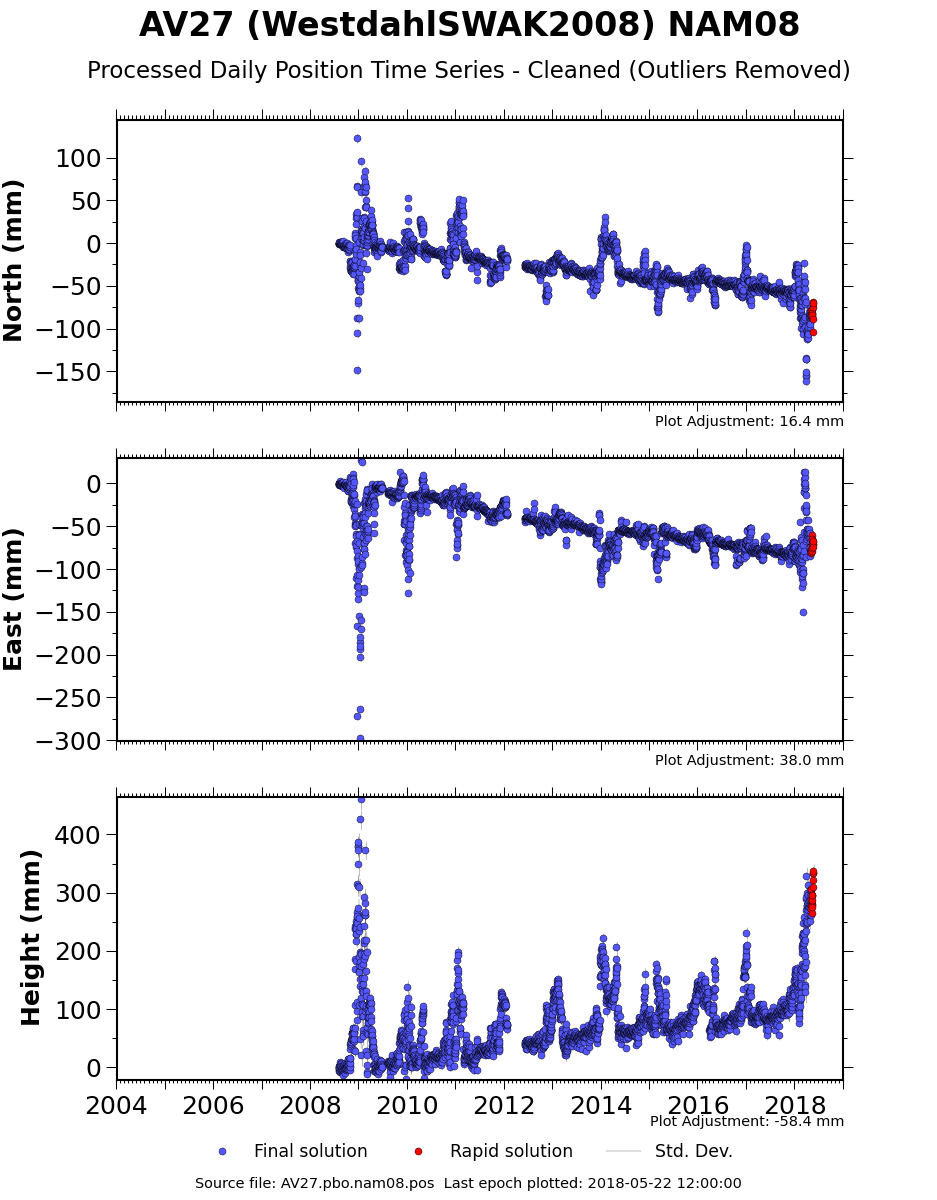 AV27 (WestdahlSWAK2008) NAM08
Processed Daily Position Time Series - Cleaned (Outliers Removed)
North (mm)
100
50
0
−50
−100
−150
Plot Adjustment: 16.4 mm
East (mm)
0
−50
−100
−150
−200
−250
−300
Plot Adjustment: 38.0 mm
Height (mm)
400
300
200
100
0
2004 2006 2008 2010 2012 2014 2016 2018
Plot Adjustment: -58.4 mm
Final solution Rapid solution Std. Dev.
Source file: AV27.pbo.nam08.pos Last epoch plotted: 2018-05-22 12:00:00